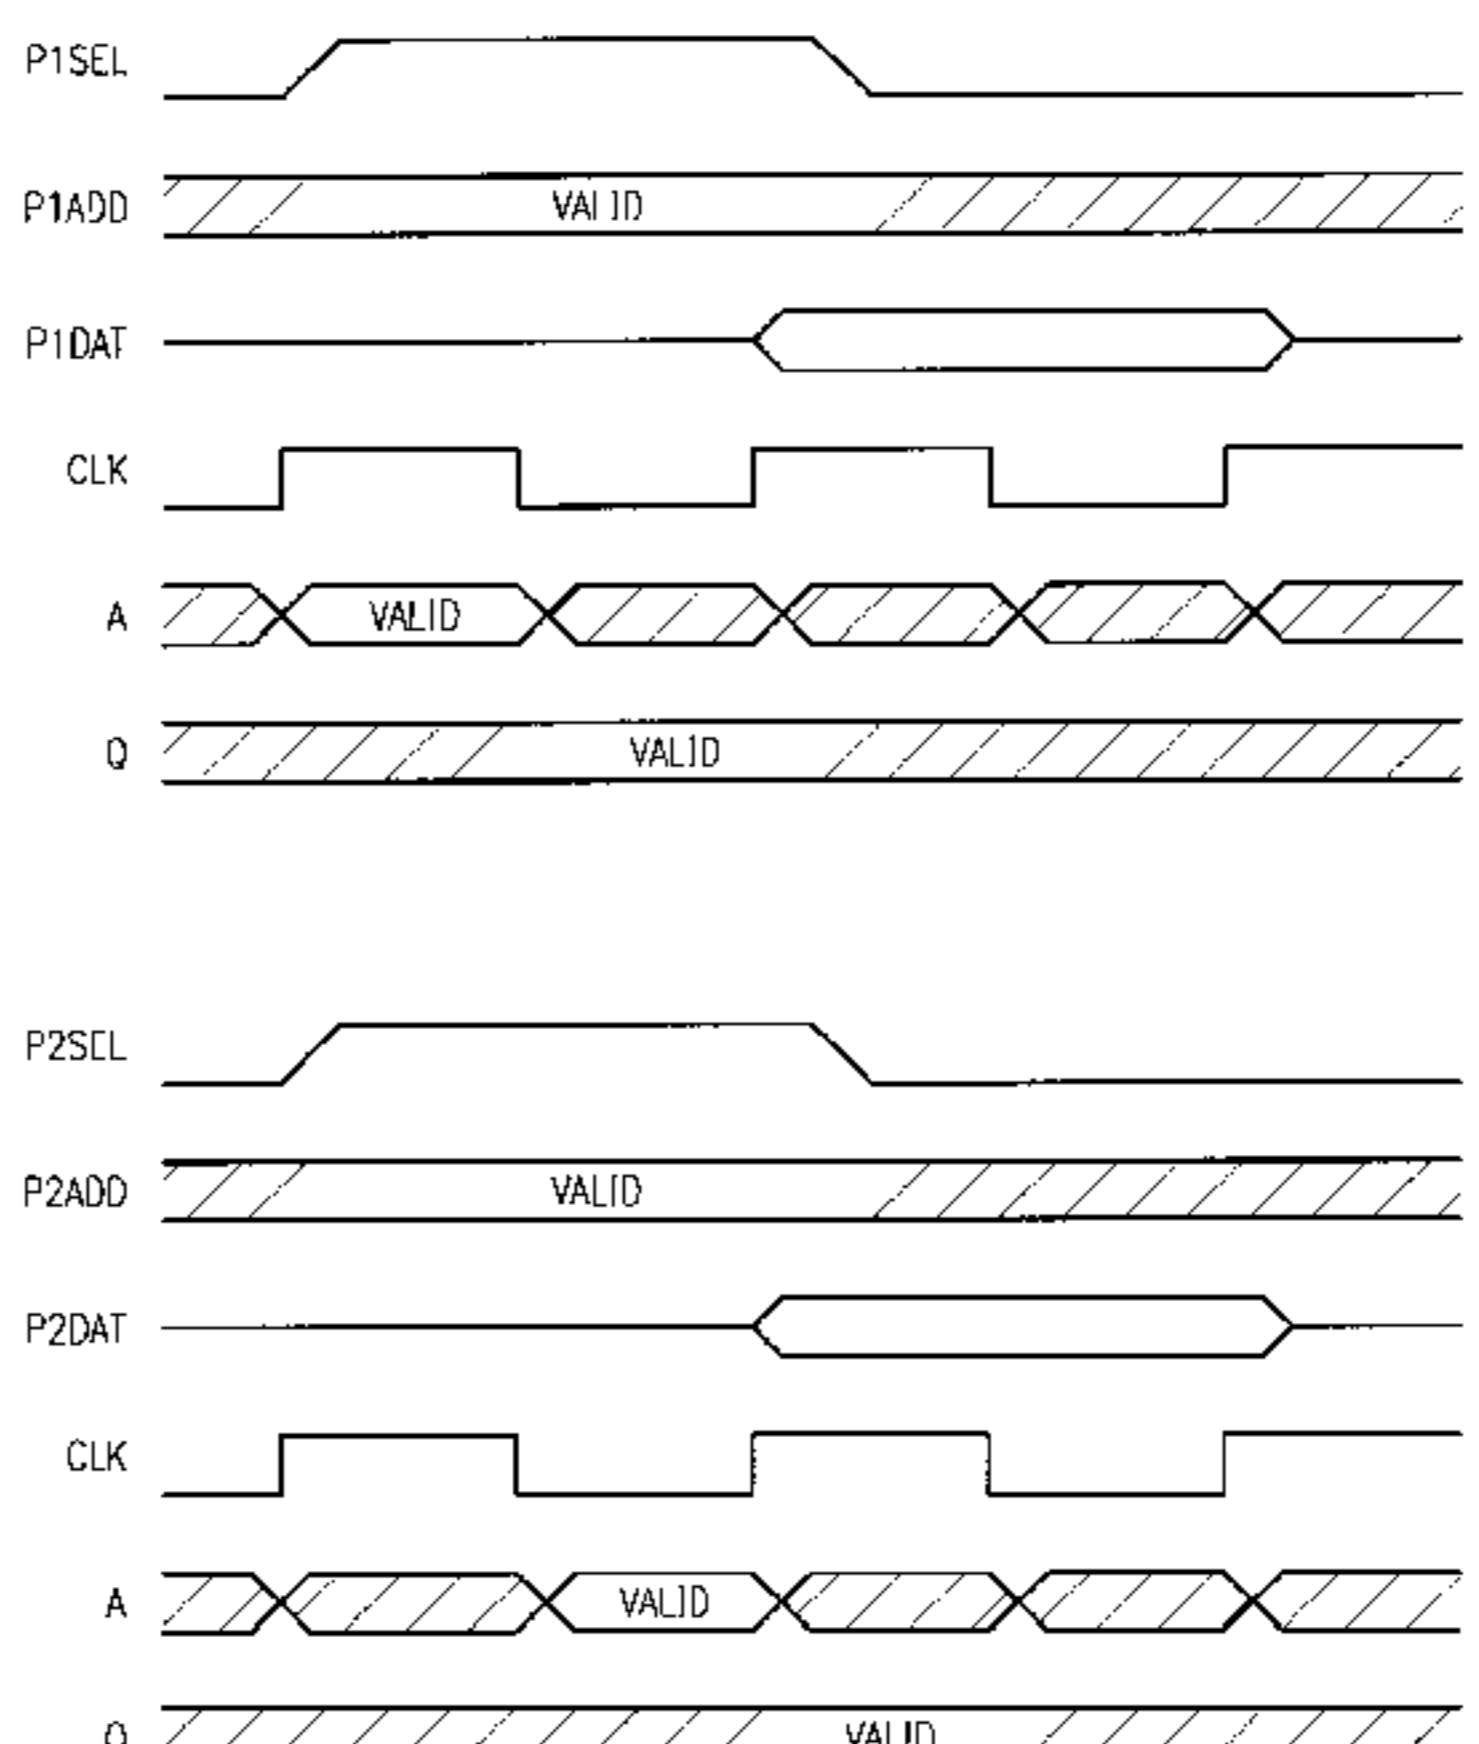 P1SEL
P1ADD VALID
P1DAT
CLK
A VALID
Q VALID
P2SEL
P2ADD VALID
P2DAT
CLK
A VALID
Q VALID